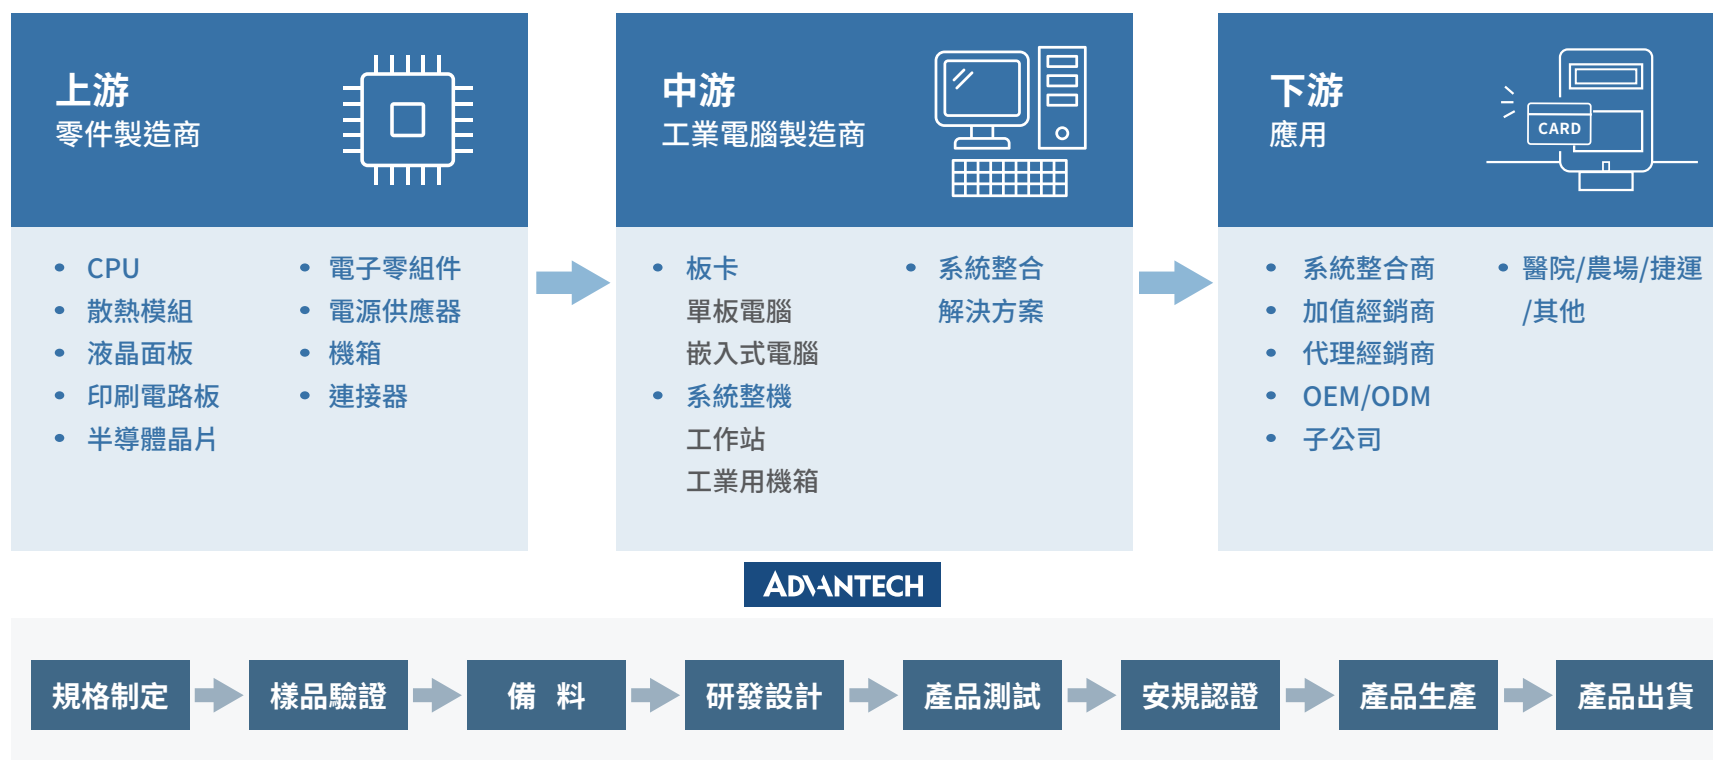 上游
零件製造商
CPU
散熱模組
液晶面板
印刷電路板
半導體晶片
電子零組件
電源供應器
機箱
連接器
中游
工業電腦製造商
板卡
單板電腦
嵌入式電腦
系統整機
工作站
工業用機箱
系統整合
解決方案
下游
應用
CARD
系統整合商
加值經銷商
代理經銷商
OEM/ODM
子公司
醫院/農場/捷運
/其他
ADVANTECH
規格制定
樣品驗證
備 料
研發設計
產品測試
安規認證
產品生產
產品出貨